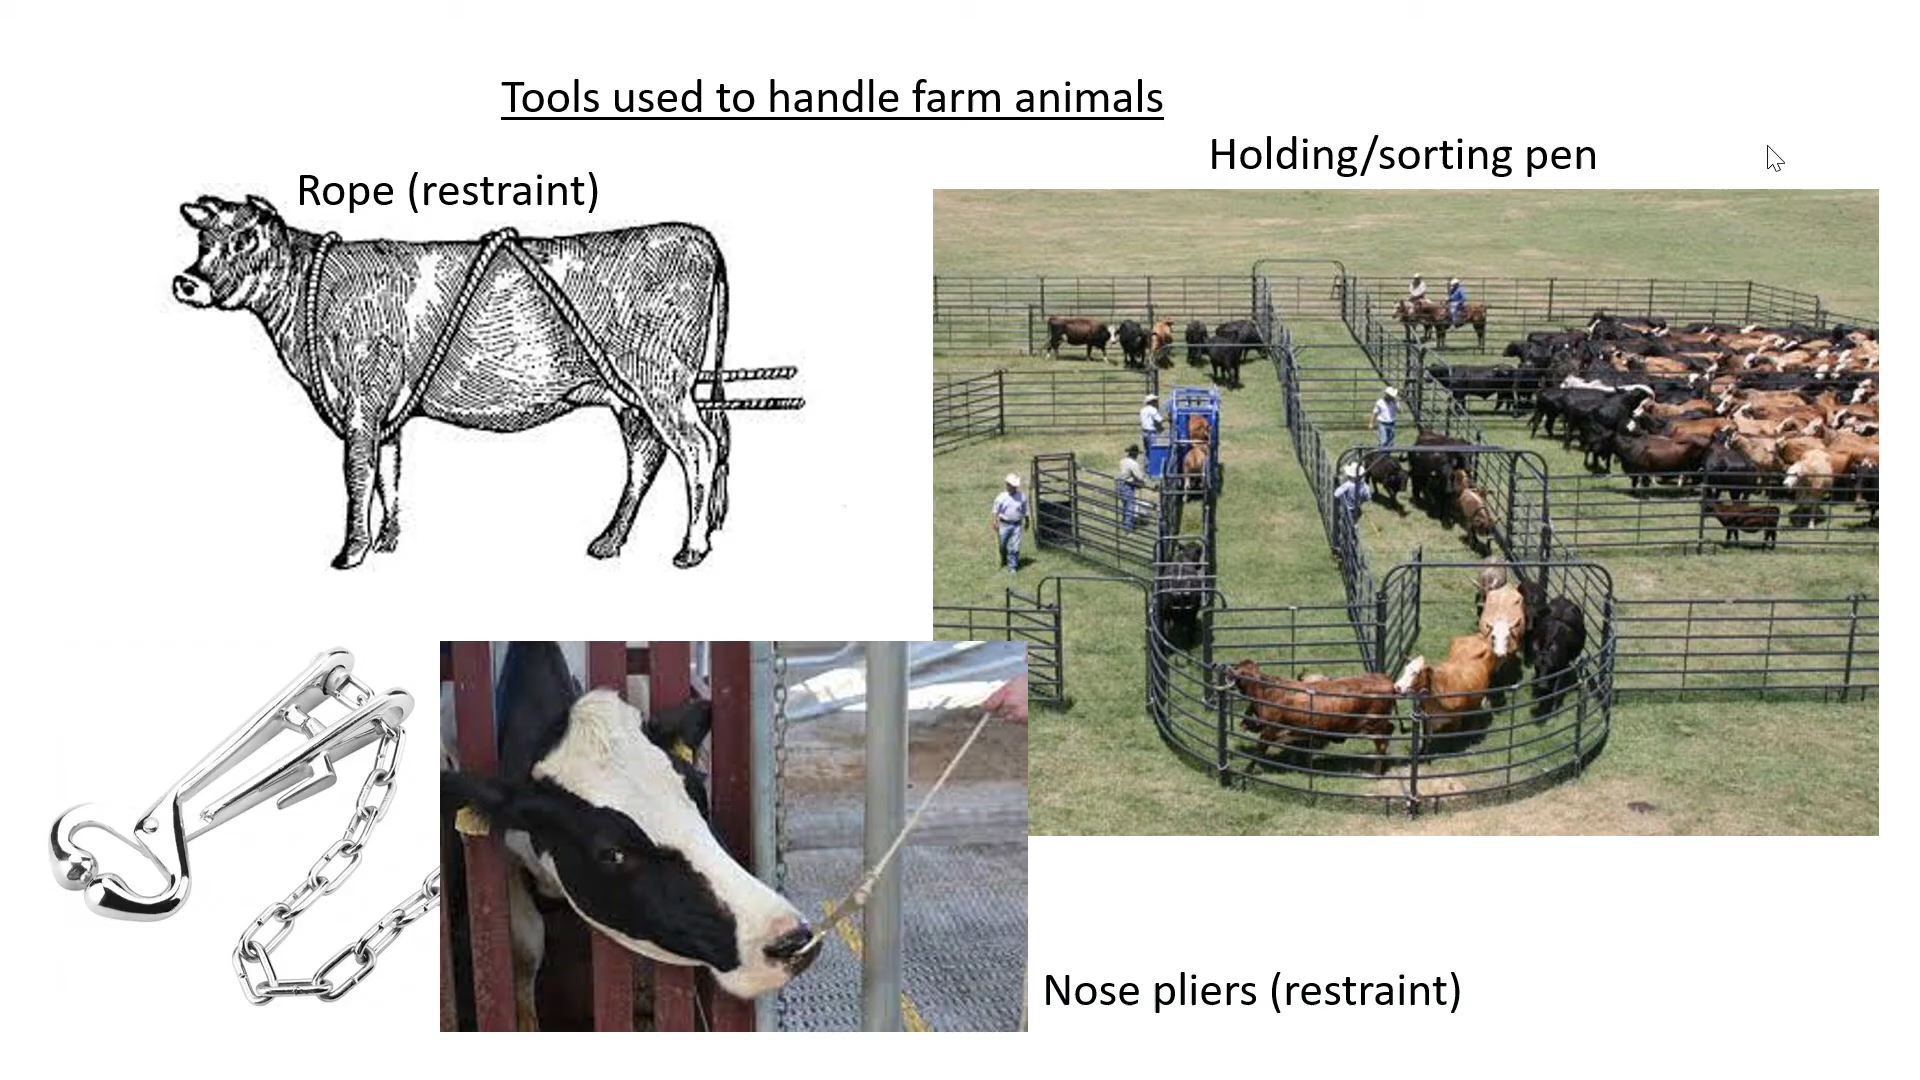 Tools used to handle farm animals
Holding/sorting pen
Rope (restraint)
Nose pliers (restraint)